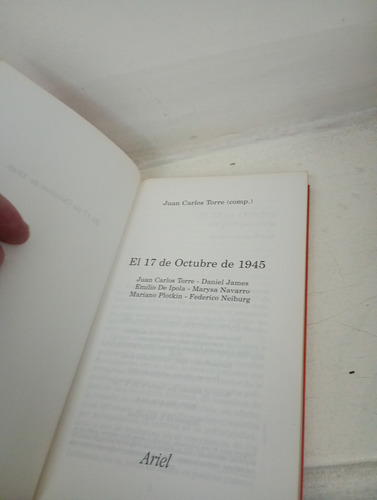 Juan Carlos Torre (comp.)
El 17 de Octubre de 1945
Juan Carlos Torre - Daniel James
Emilio De Ipola - Marysa Navarro
Mariano Plotkin - Federico Neiburg
Ariel